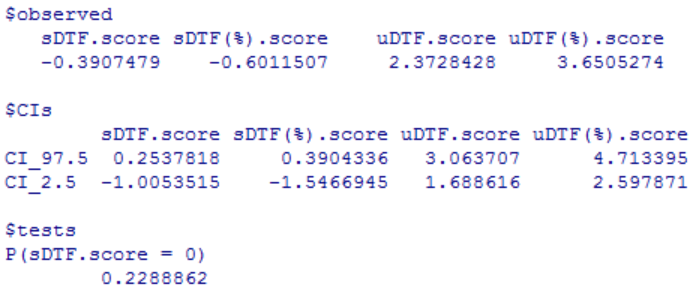 $observed
sDTF.score sDTF(%).score uDTF.score uDTF(%).score
-0.3907479 -0.6011507 2.3728428 3.6505274
$CIs
sDTF.score sDTF(%).score uDTF.score uDTF(%).score
CI_97.5 0.2537818 0.3904336 3.063707 4.713395
CI_2.5 -1.0053515 -1.5466945 1.688616 2.597871
$tests
P(sDTF.score = 0)
0.2288862